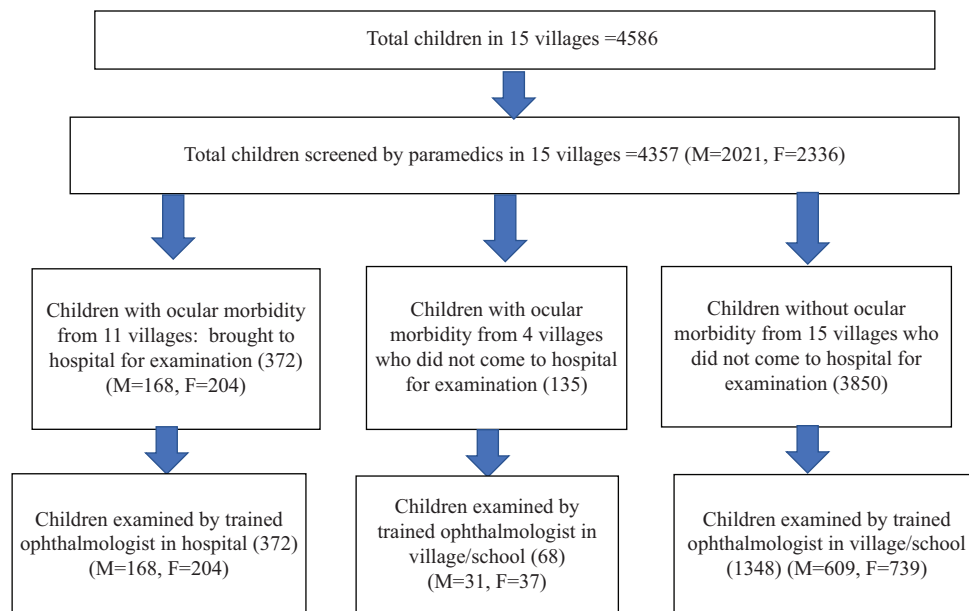 Total children in 15 villages =4586
Total children screened by paramedics in 15 villages =4357 (M=2021, F=2336)
Children with ocular morbidity
from 11 villages: brought to
hospital for examination (372)
(M=168, F=204)
Children with ocular
morbidity from 4 villages
who did not come to hospital
for examination (135)
Children without ocular
morbidity from 15 villages who
did not come to hospital for
examination (3850)
Children examined by trained
ophthalmologist in hospital (372)
(M=168, F=204)
Children examined by
trained ophthalmologist in
village/school (68)
(M=31, F=37)
Children examined by trained
ophthalmologist in village/school
(1348) (M=609, F=739)